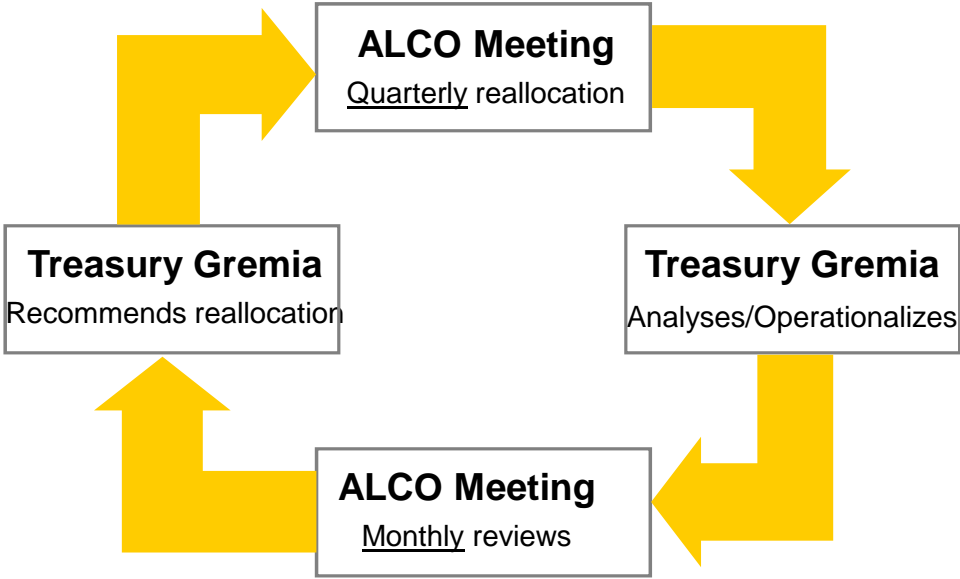 ALCO Meeting
Quarterly reallocation
Treasury Gremia
Recommends reallocation
Treasury Gremia
Analyses/Operationalizes
ALCO Meeting
Monthly reviews